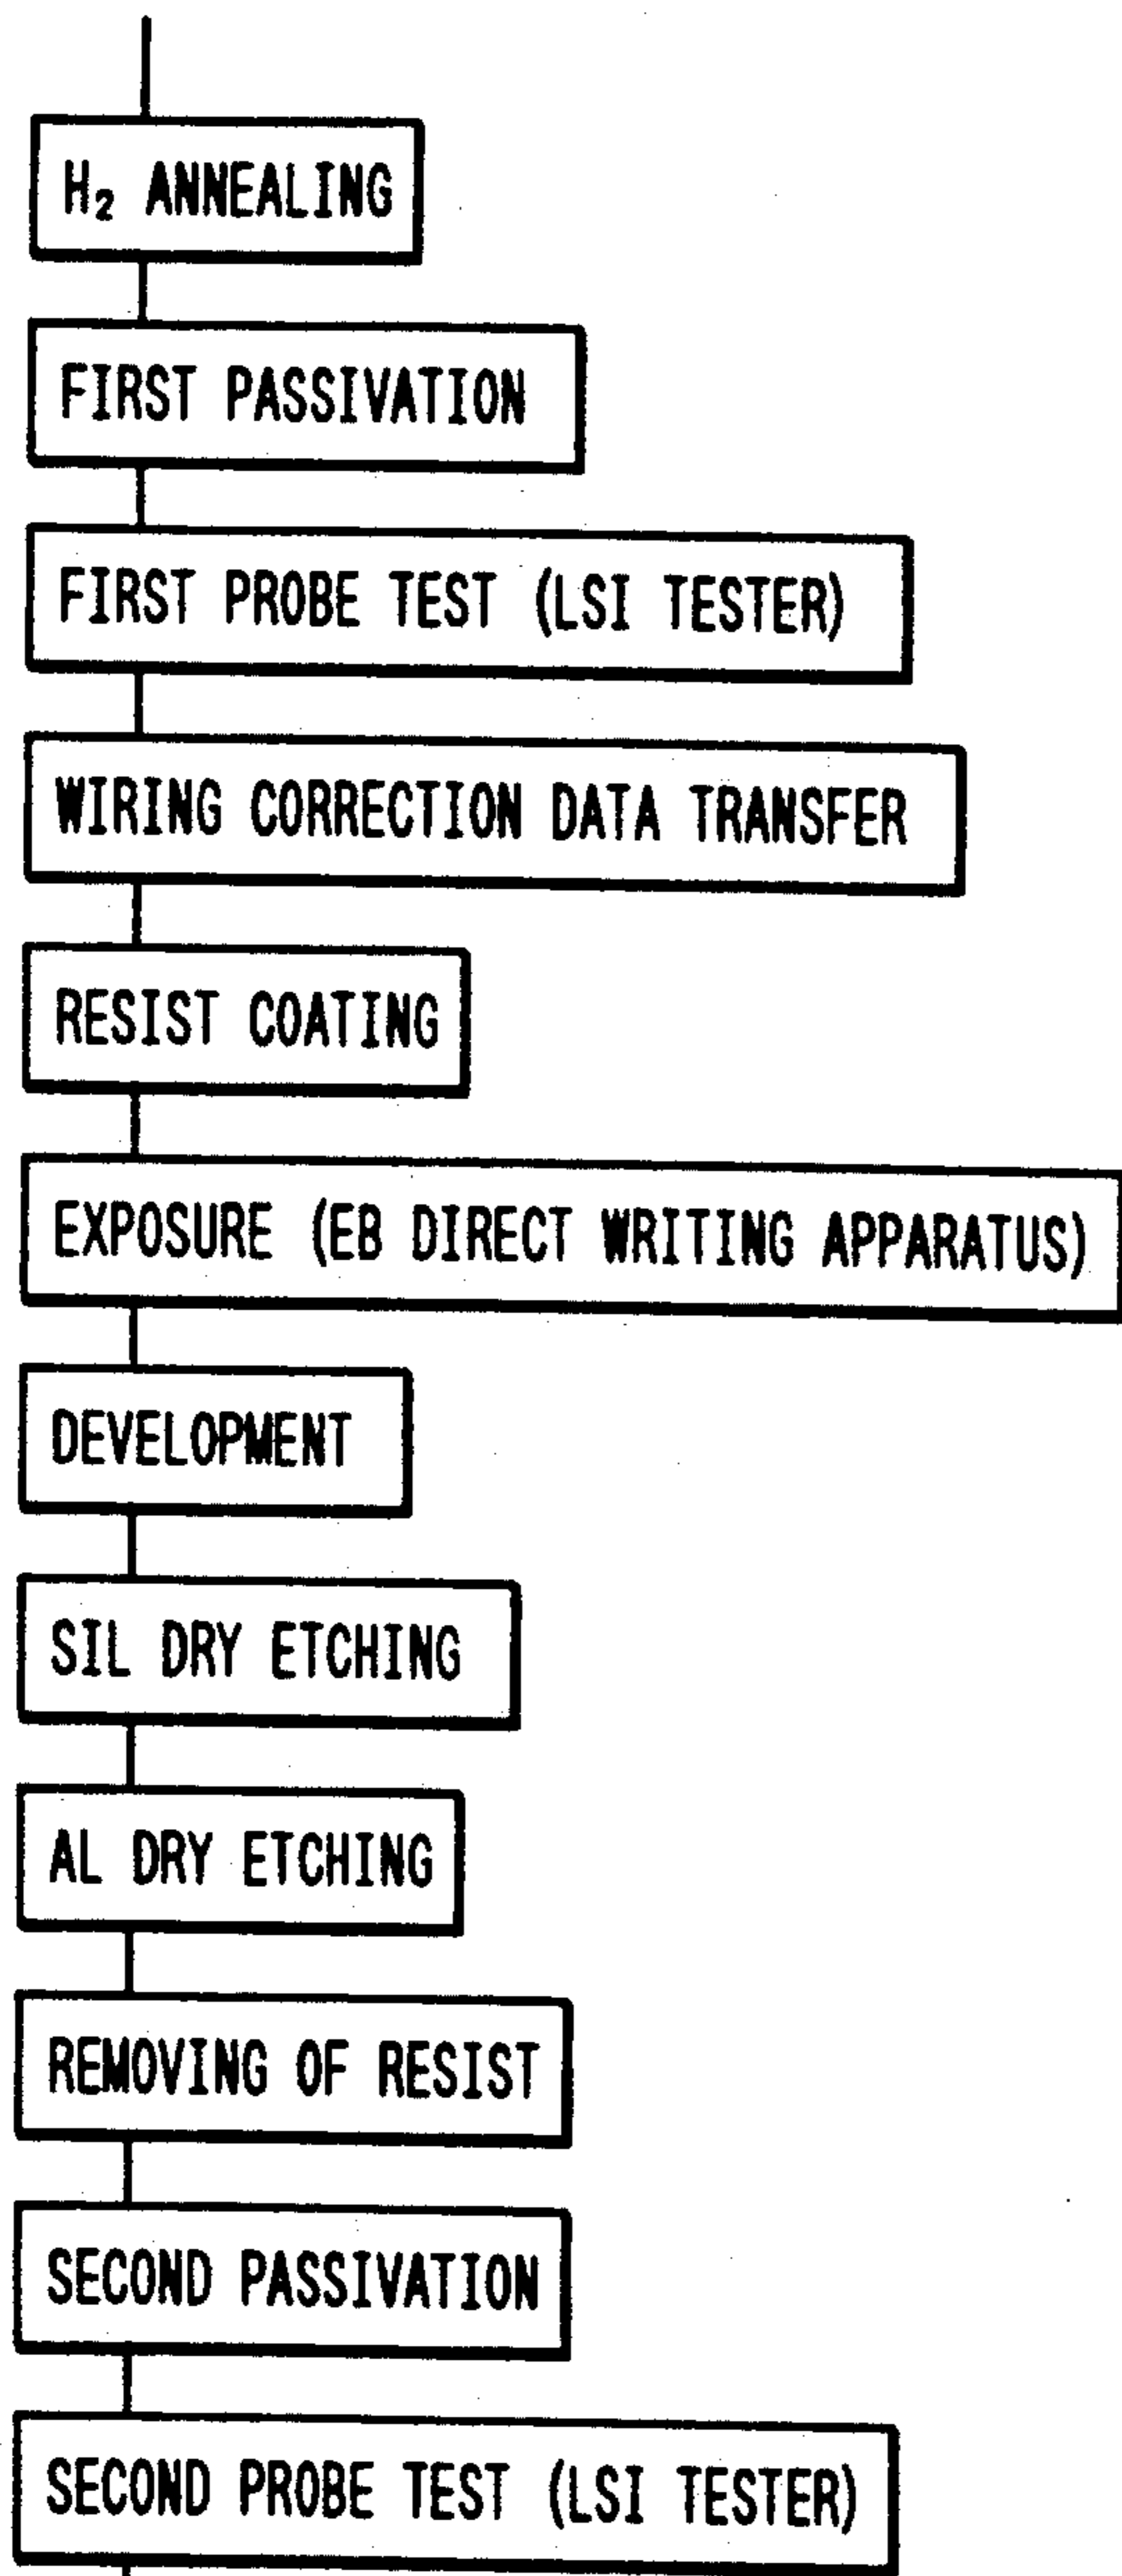 H₂ ANNEALING
FIRST PASSIVATION
FIRST PROBE TEST (LSI TESTER)
WIRING CORRECTION DATA TRANSFER
RESIST COATING
EXPOSURE (EB DIRECT WRITING APPARATUS)
DEVELOPMENT
SIL DRY ETCHING
AL DRY ETCHING
REMOVING OF RESIST
SECOND PASSIVATION
SECOND PROBE TEST (LSI TESTER)